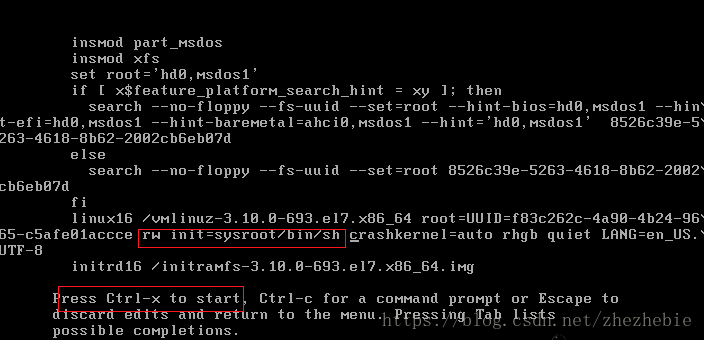 insmod part_msdos
insmod xfs
set root='hd0,msdos1'
if [ x$feature_platform_search_hint = xy ]; then
search --no-floppy --fs-uuid --set=root --hint-bios=hd0,msdos1 --hin\
t-efi=hd0,msdos1 --hint-baremetal=ahci0,msdos1 --hint='hd0,msdos1' 8526c39e-5\
263-4618-8b62-2002cb6eb07d
else
search --no-floppy --fs-uuid --set=root 8526c39e-5263-4618-8b62-2002\
cb6eb07d
fi
linux16 /vmlinuz-3.10.0-693.el7.x86_64 root=UUID=f83c262c-4a90-4b24-96\
65-c5afe01accce rw init=sysroot/bin/sh crashkernel=auto rhgb quiet LANG=en_US.\
UTF-8
initrd16 /initramfs-3.10.0-693.el7.x86_64.img
Press Ctrl-x to start, Ctrl-c for a command prompt or Escape to
discard edits and return to the menu. Pressing Tab lists
possible completions.
https://blog.csdn.net/zhezhebie